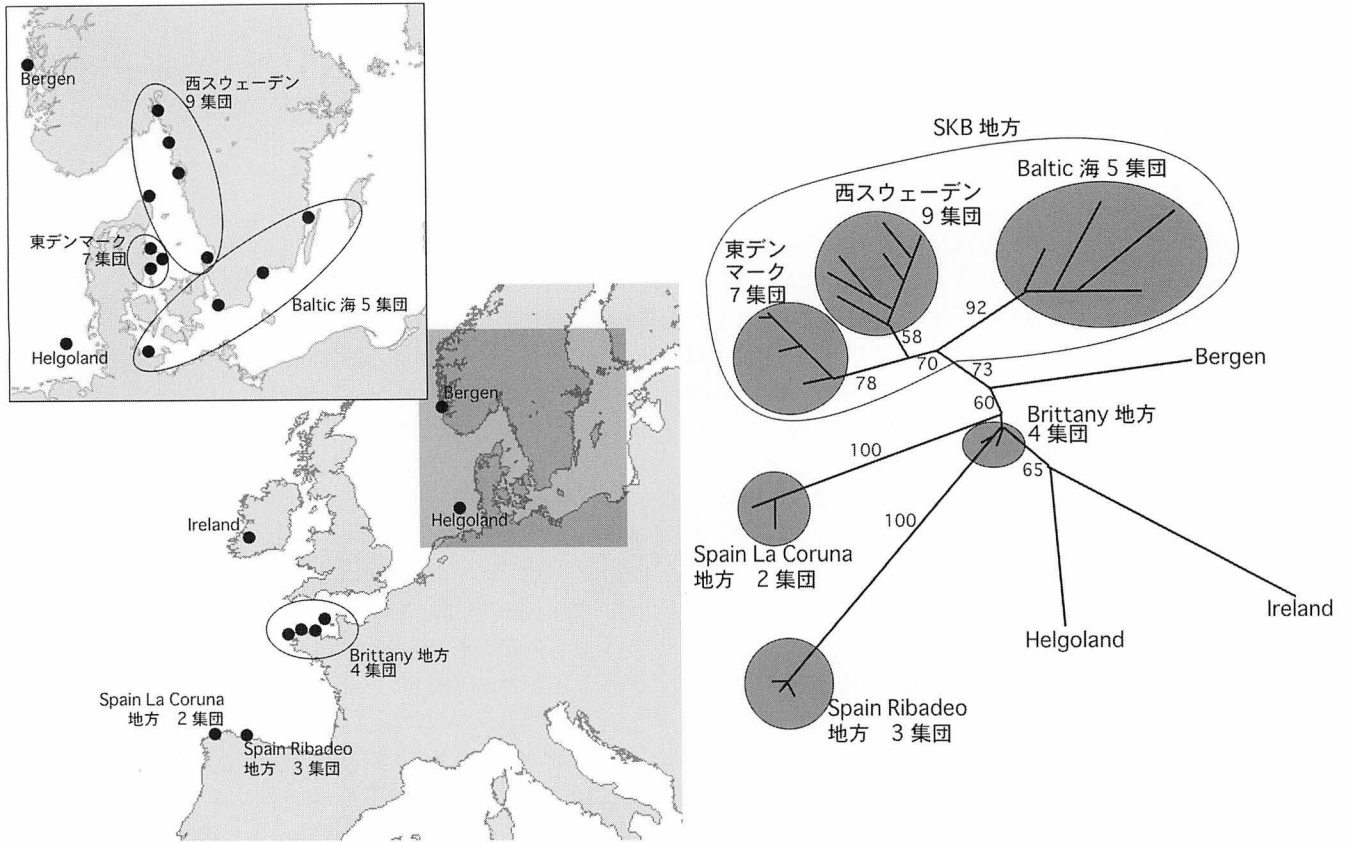 Bergen
西スウェーデン
9 集団
東デンマーク
7 集団
Baltic 海 5 集団
Helgoland
Bergen
Helgoland
Ireland
Brittany 地方
4 集団
Spain La Coruna
地方 2 集団
Spain Ribadeo
地方 3 集団
SKB 地方
Baltic 海 5 集団
西スウェーデン
9 集団
東デン
マーク
7 集団
92
58
70
78
73
Bergen
60
Brittany 地方
4 集団
100
65
100
Spain La Coruna
地方 2 集団
Ireland
Helgoland
Spain Ribadeo
地方 3 集団